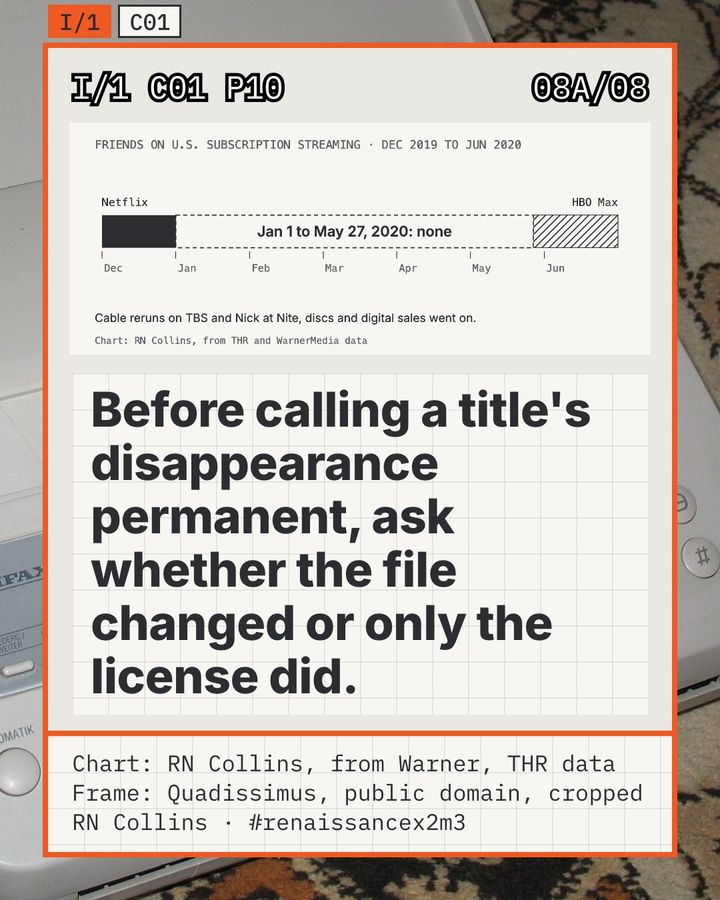 I/1 C01
I/1 C01 P10 08A/08
FRIENDS ON U.S. SUBSCRIPTION STREAMING · DEC 2019 TO JUN 2020
Netflix HBO Max
Jan 1 to May 27, 2020: none
Dec Jan Feb Mar Apr May Jun
Cable reruns on TBS and Nick at Nite, discs and digital sales went on.
Chart: RN Collins, from THR and WarnerMedia data
Before calling a title's
disappearance
permanent, ask
whether the file
changed or only the
license did.
WEITER
OMATIK
#
Chart: RN Collins, from Warner, THR data
Frame: Quadissimus, public domain, cropped
RN Collins · #renaissancex2m3